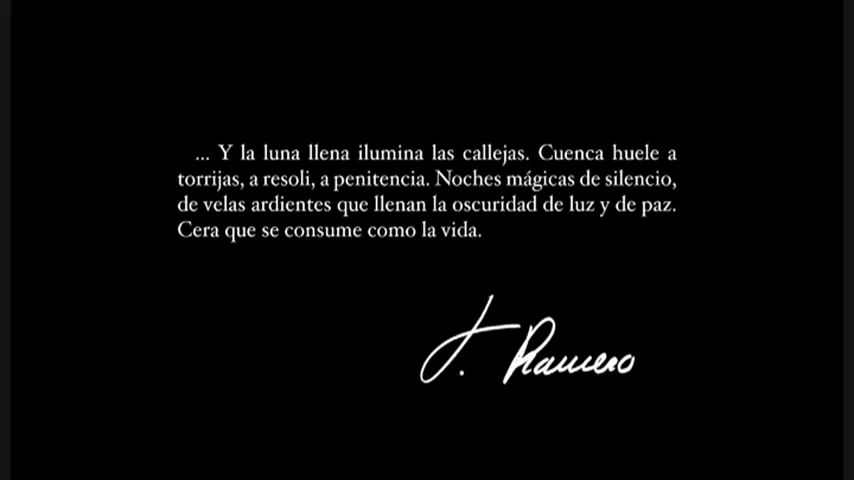 ... Y la luna llena ilumina las callejas. Cuenca huele a
torrijas, a resoli, a penitencia. Noches mágicas de silencio,
de velas ardientes que llenan la oscuridad de luz y de paz.
Cera que se consume como la vida.
J. Romero